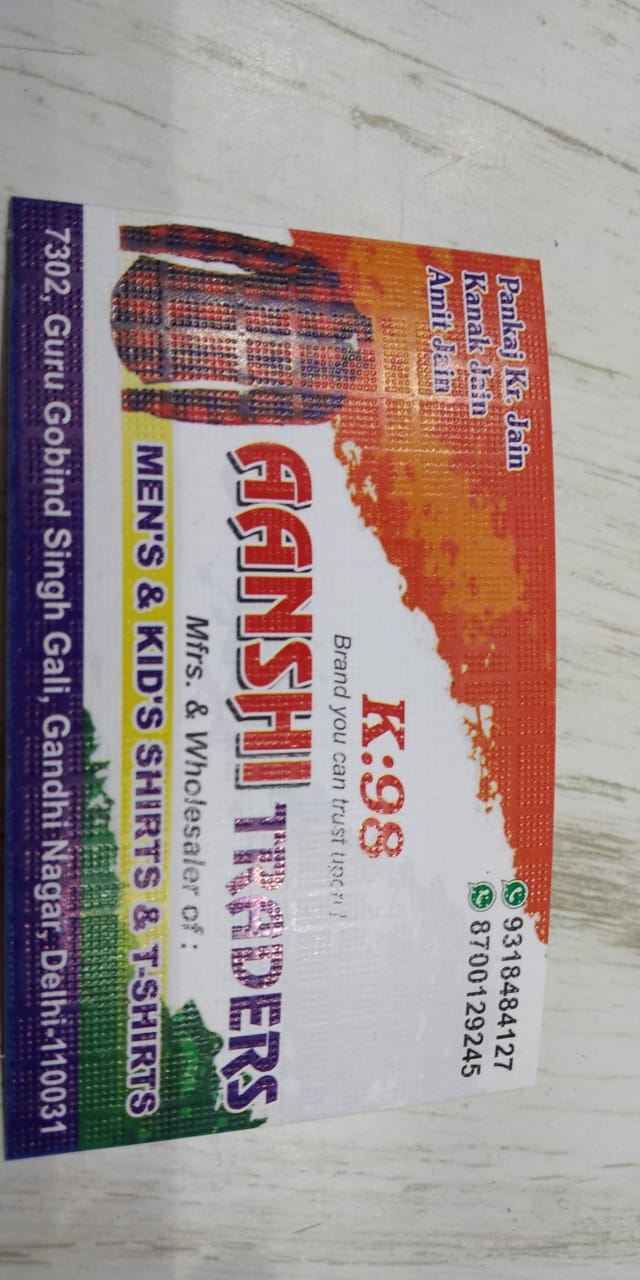 Pankaj Kr. Jain
Kanak Jain
Amit Jain
9318484127
8700129245
K.98
Brand you can trust upon !
AANSHI TRADERS
Mfrs. & Wholesaler of :
MEN'S & KID'S SHIRTS & T-SHIRTS
7302, Guru Gobind Singh Gali, Gandhi Nagar, Delhi-110031